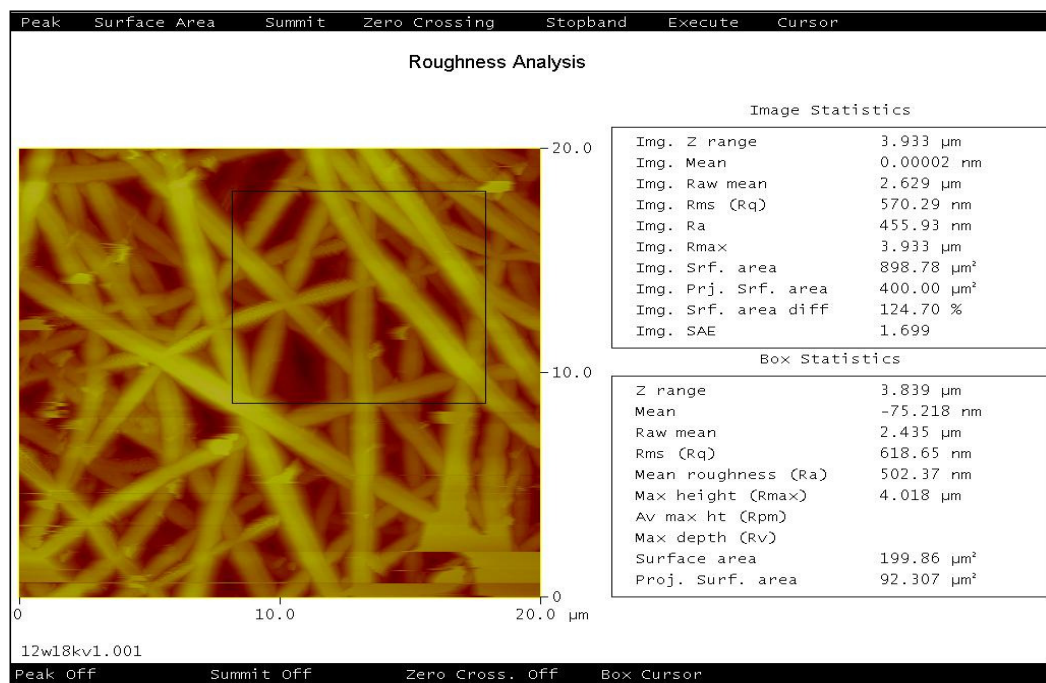 Peak Surface Area Summit Zero Crossing Stopband Execute Cursor
Roughness Analysis
Image Statistics
Img. Z range 3.933 µm
Img. Mean 0.00002 nm
Img. Raw mean 2.629 µm
Img. Rms (Rq) 570.29 nm
Img. Ra 455.93 nm
Img. Rmax 3.933 µm
Img. Srf. area 898.78 µm²
Img. Prj. Srf. area 400.00 µm²
Img. Srf. area diff 124.70 %
Img. SAE 1.699
Box Statistics
Z range 3.839 µm
Mean -75.218 nm
Raw mean 2.435 µm
Rms (Rq) 618.65 nm
Mean roughness (Ra) 502.37 nm
Max height (Rmax) 4.018 µm
Av max ht (Rpm)
Max depth (Rv)
Surface area 199.86 µm²
Proj. Surf. area 92.307 µm²
20.0
10.0
0
0 10.0 20.0 µm
12w18kv1.001
Peak Off Summit Off Zero Cross. Off Box Cursor